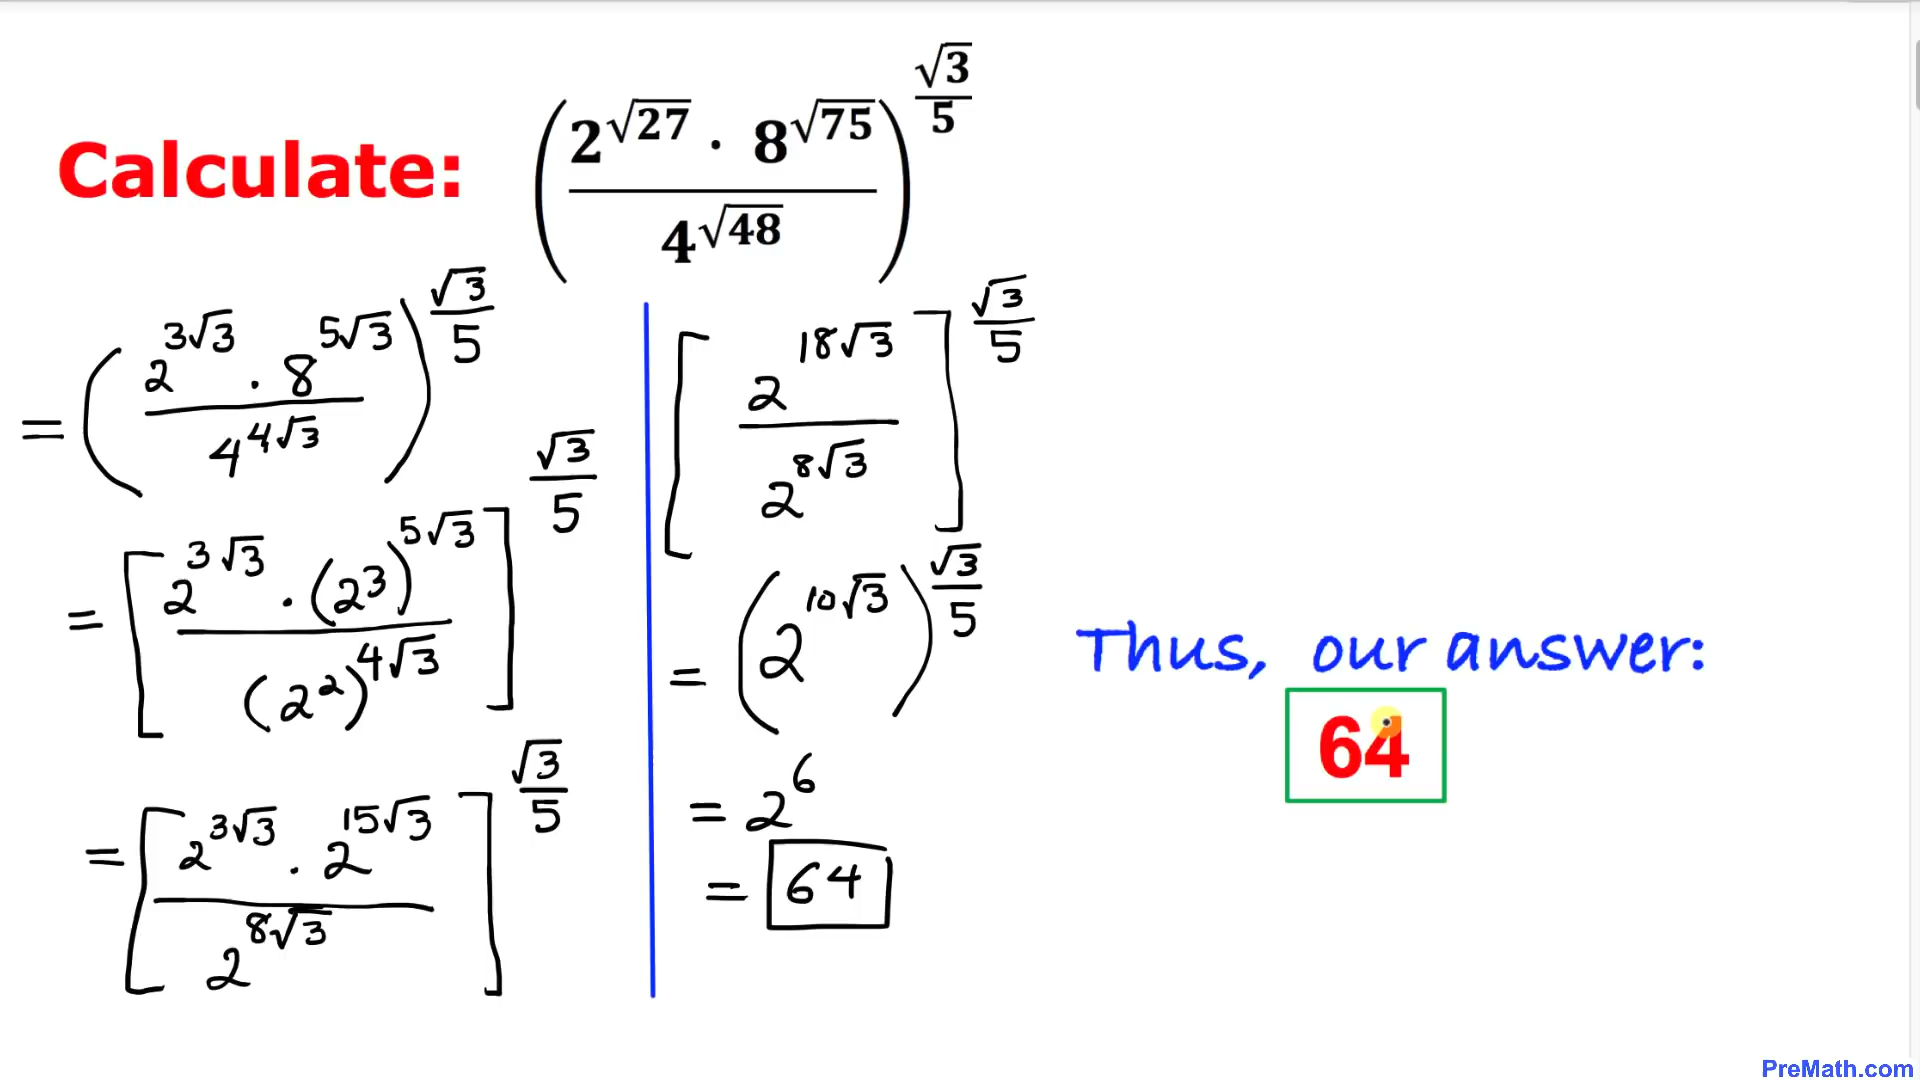 Calculate: (2^√27 · 8^√75 / 4^√48)^(√3/5)
= (2^3√3 · 8^5√3 / 4^4√3)^(√3/5)
= [2^3√3 · (2^3)^5√3 / (2^2)^4√3]^(√3/5)
= [2^3√3 · 2^15√3 / 2^8√3]^(√3/5)
[2^18√3 / 2^8√3]^(√3/5)
= (2^10√3)^(√3/5)
= 2^6
= 64
Thus, our answer:
64
PreMath.com